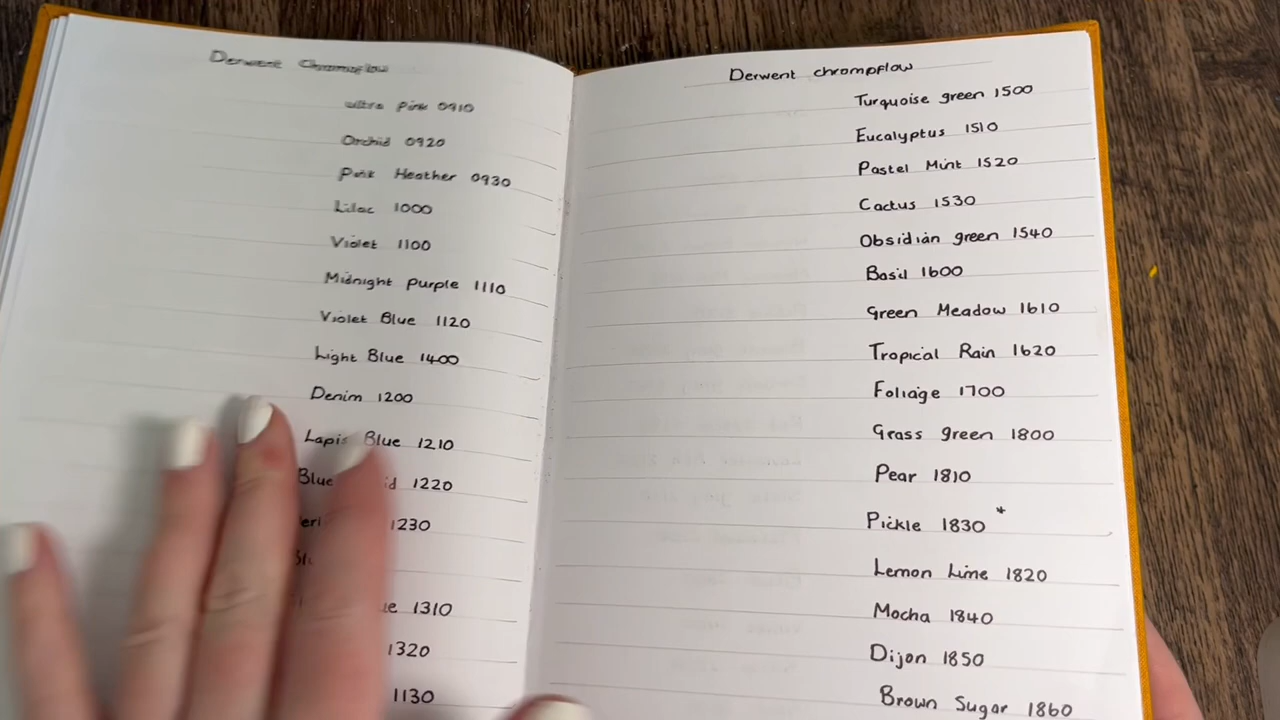 Derwent Chromaflow
Ultra Pink 0910
Orchid 0920
Pink Heather 0930
Lilac 1000
Violet 1100
Midnight Purple 1110
Violet Blue 1120
Light Blue 1400
Denim 1200
Lapis Blue 1210
Blue 1220
1230
1310
1320
1130
Derwent chromaflow
Turquoise green 1500
Eucalyptus 1510
Pastel Mint 1520
Cactus 1530
Obsidian green 1540
Basil 1600
Green Meadow 1610
Tropical Rain 1620
Foliage 1700
Grass green 1800
Pear 1810
Pickle 1830 *
Lemon Lime 1820
Mocha 1840
Dijon 1850
Brown Sugar 1860